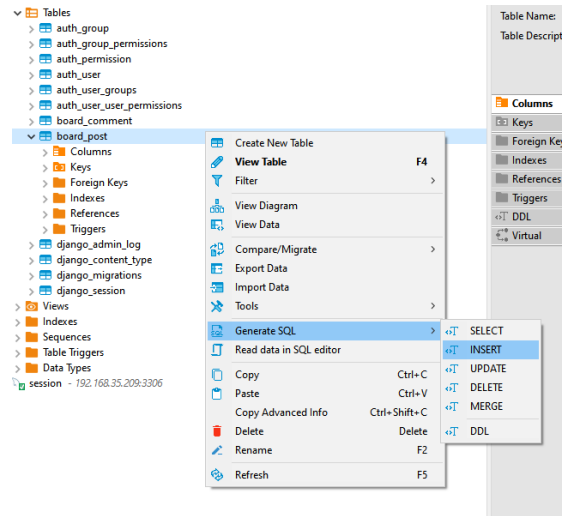 Tables
auth_group
auth_group_permissions
auth_permission
auth_user
auth_user_groups
auth_user_user_permissions
board_comment
board_post
Columns
Keys
Foreign Keys
Indexes
References
Triggers
django_admin_log
django_content_type
django_migrations
django_session
Views
Indexes
Sequences
Table Triggers
Data Types
session - 192.168.35.209:3306
Create New Table
View Table F4
Filter
View Diagram
View Data
Compare/Migrate
Export Data
Import Data
Tools
Generate SQL
Read data in SQL editor
Copy Ctrl+C
Paste Ctrl+V
Copy Advanced Info Ctrl+Shift+C
Delete Delete
Rename F2
Refresh F5
SELECT
INSERT
UPDATE
DELETE
MERGE
DDL
Table Name:
Table Descript
Columns
Keys
Foreign Key
Indexes
References
Triggers
DDL
Virtual